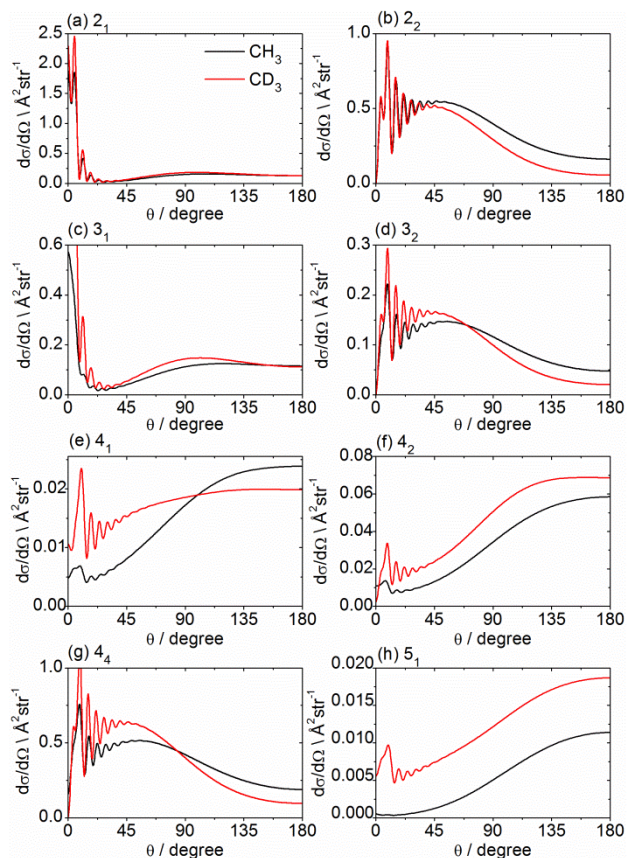 (a) 2₁
CH₃
CD₃
dσ/dΩ \ Å²str⁻¹
2.5
2.0
1.5
1.0
0.5
0.0
0 45 90 135 180
θ / degree
(b) 2₂
dσ/dΩ \ Å²str⁻¹
1.0
0.5
0.0
0 45 90 135 180
θ / degree
(c) 3₁
dσ/dΩ \ Å²str⁻¹
0.6
0.4
0.2
0.0
0 45 90 135 180
θ / degree
(d) 3₂
dσ/dΩ \ Å²str⁻¹
0.3
0.2
0.1
0.0
0 45 90 135 180
θ / degree
(e) 4₁
dσ/dΩ \ Å²str⁻¹
0.02
0.01
0.00
0 45 90 135 180
θ / degree
(f) 4₂
dσ/dΩ \ Å²str⁻¹
0.08
0.06
0.04
0.02
0.00
0 45 90 135 180
θ / degree
(g) 4₄
dσ/dΩ \ Å²str⁻¹
1.0
0.5
0.0
0 45 90 135 180
θ / degree
(h) 5₁
dσ/dΩ \ Å²str⁻¹
0.020
0.015
0.010
0.005
0.000
0 45 90 135 180
θ / degree